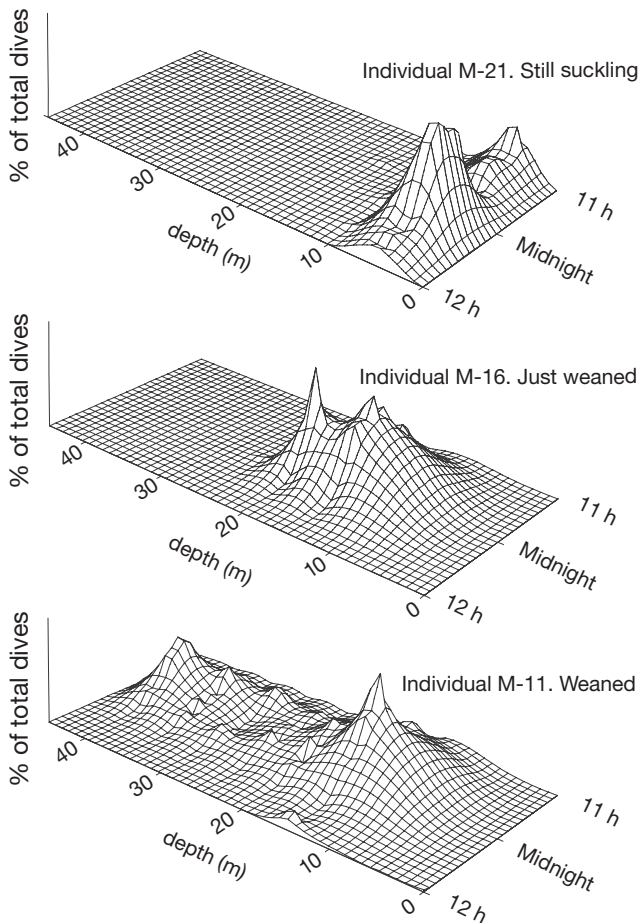 % of total dives
Individual M-21. Still suckling
40
30
20
10
0
depth (m)
11 h
Midnight
12 h
% of total dives
Individual M-16. Just weaned
40
30
20
10
0
depth (m)
11 h
Midnight
12 h
% of total dives
Individual M-11. Weaned
40
30
20
10
0
depth (m)
11 h
Midnight
12 h